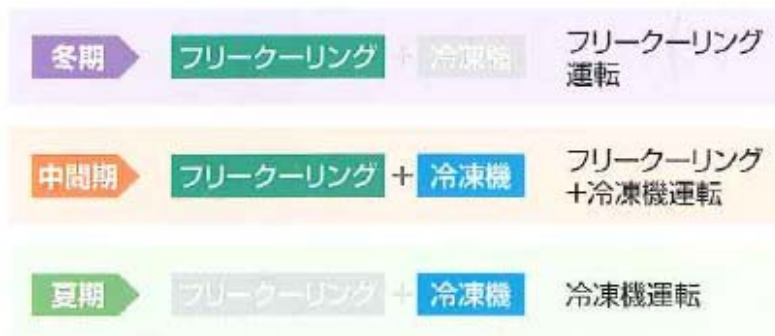 冬期 フリークーリング + 冷凍機 フリークーリング
運転
中間期 フリークーリング + 冷凍機 フリークーリング
+冷凍機運転
夏期 フリークーリング + 冷凍機 冷凍機運転